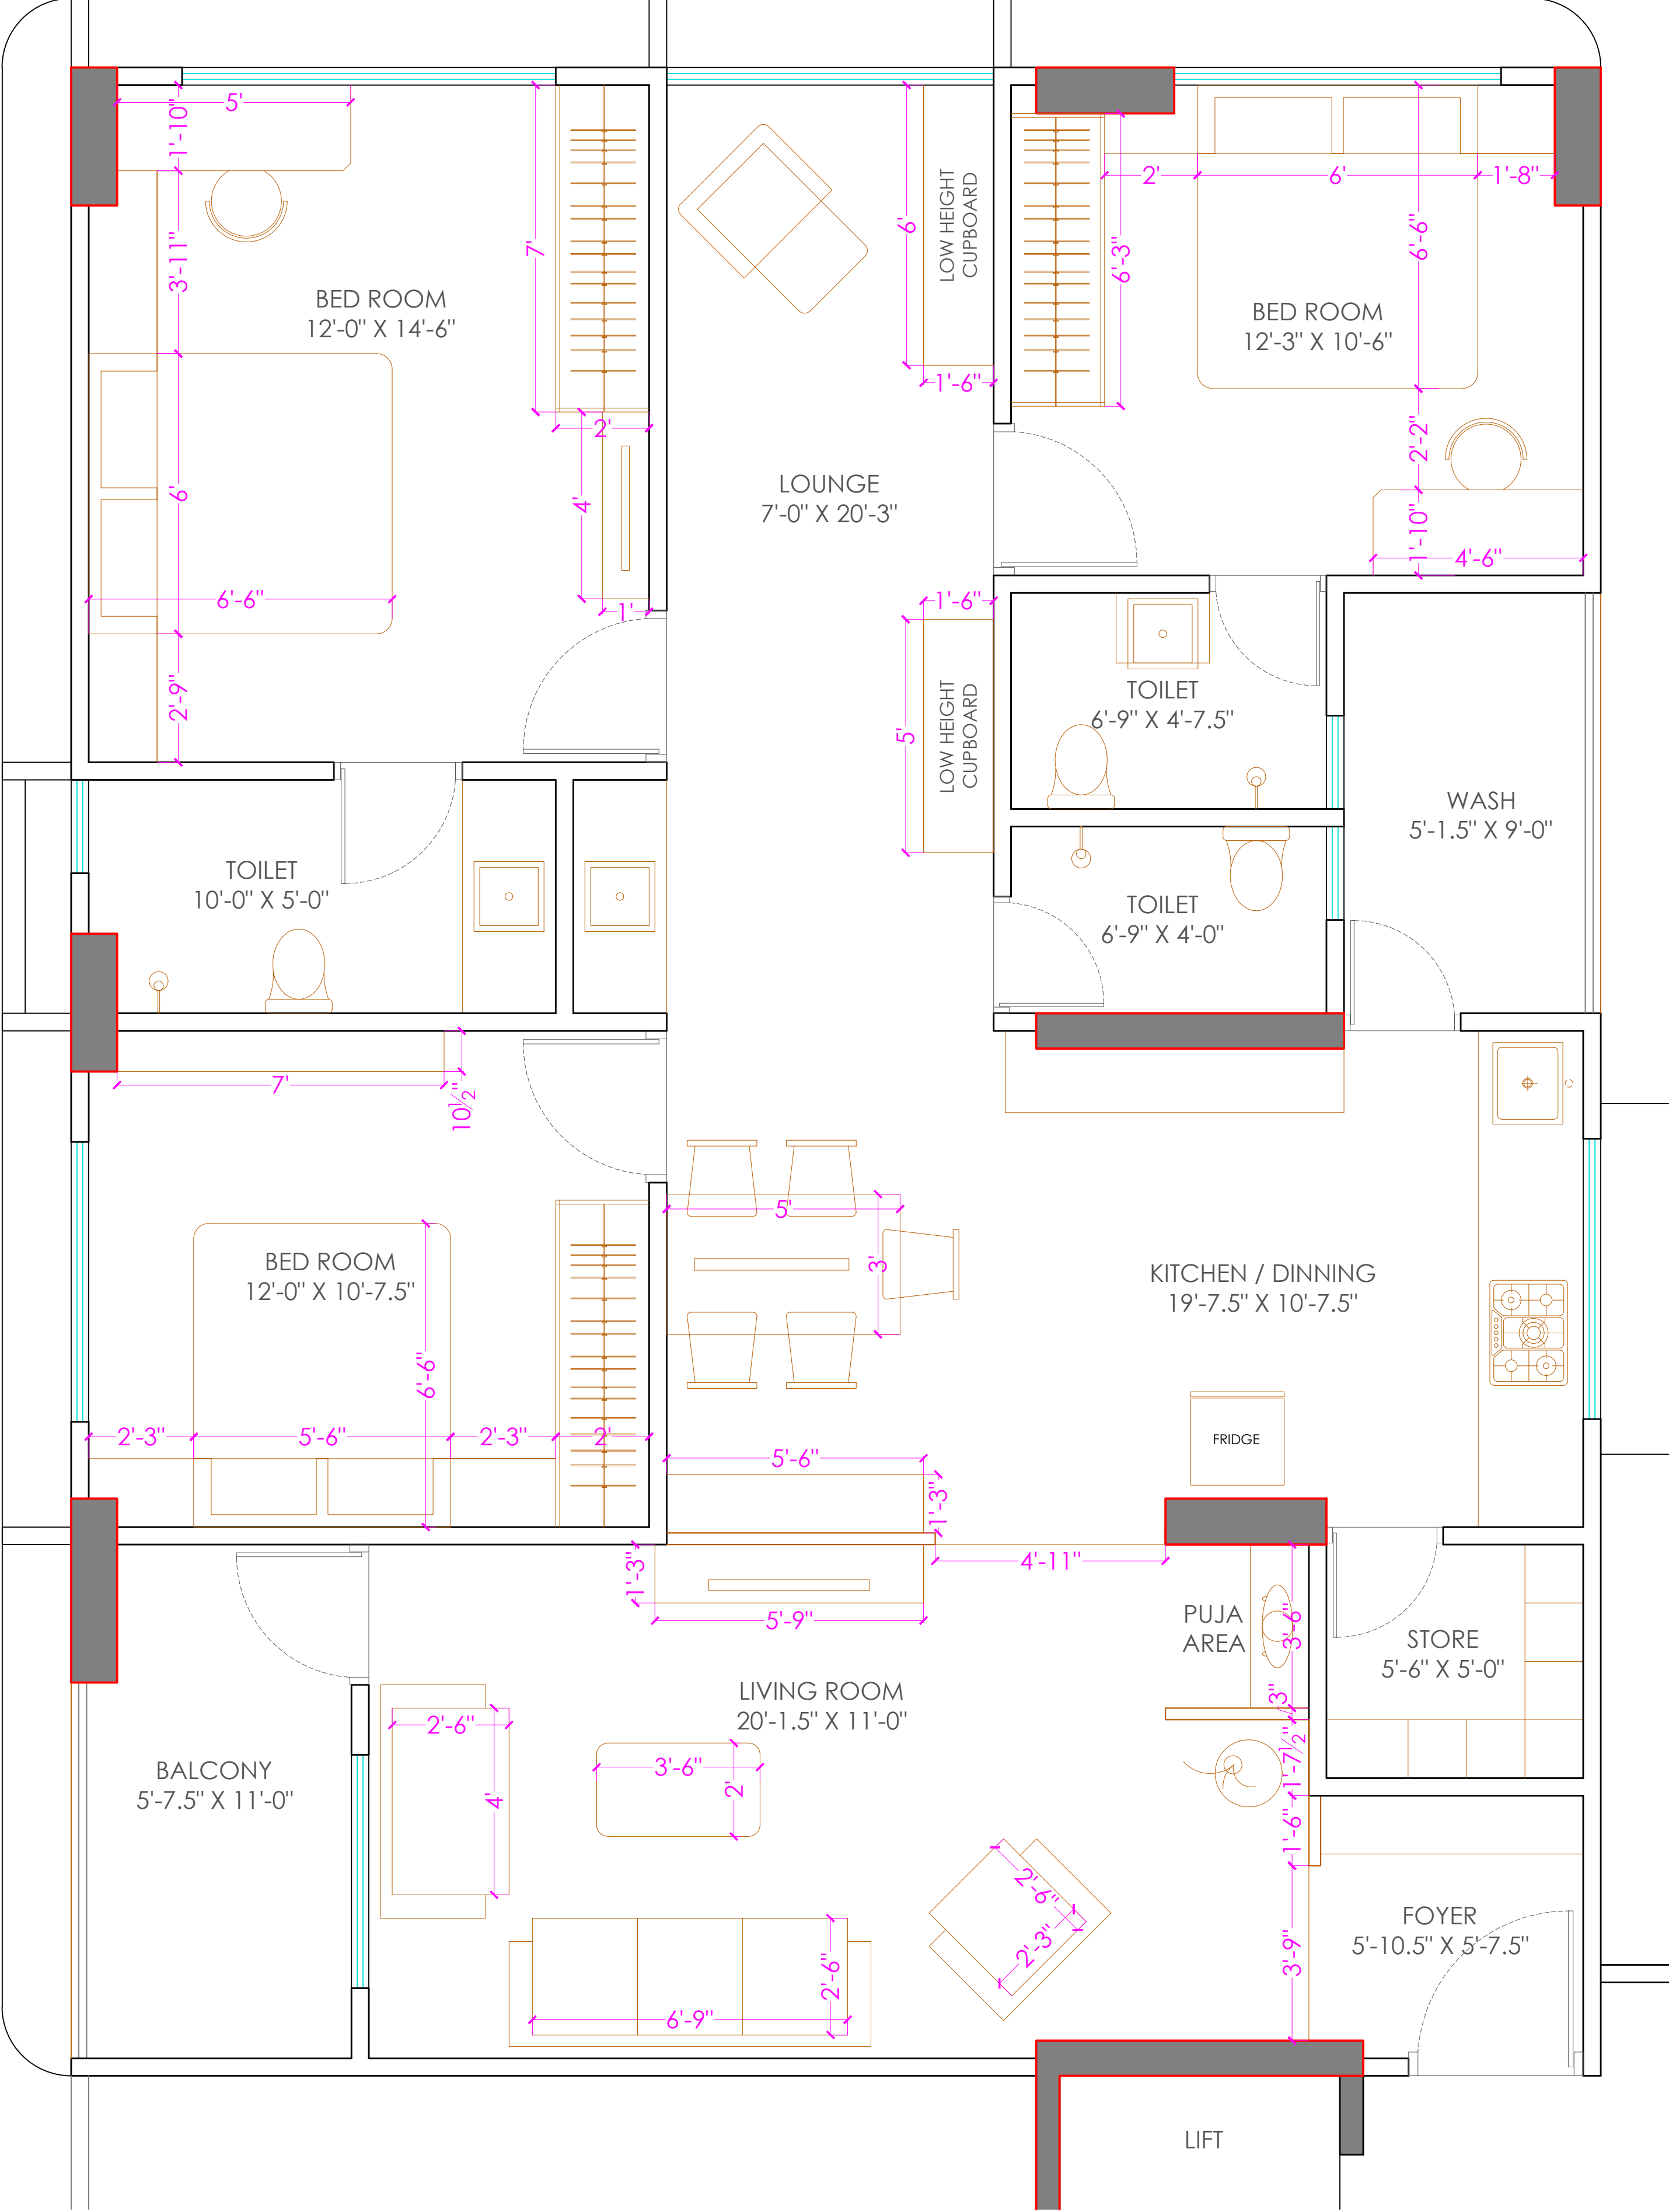 5'
1'-10"
3'-11"
BED ROOM
12'-0" X 14'-6"
7'
2'
4'
1'
6'
6'-6"
2'-9"
6'
LOW HEIGHT
CUPBOARD
1'-6"
LOUNGE
7'-0" X 20'-3"
1'-6"
5'
LOW HEIGHT
CUPBOARD
2'
6'
1'-8"
6'-3"
6'-6"
BED ROOM
12'-3" X 10'-6"
2'-2"
1'-10"
4'-6"
TOILET
6'-9" X 4'-7.5"
WASH
5'-1.5" X 9'-0"
TOILET
10'-0" X 5'-0"
TOILET
6'-9" X 4'-0"
7'
10½"
BED ROOM
12'-0" X 10'-7.5"
6'-6"
2'-3"
5'-6"
2'-3"
2'
5'
3'
KITCHEN / DINNING
19'-7.5" X 10'-7.5"
FRIDGE
5'-6"
1'-3"
1'-3"
5'-9"
4'-11"
PUJA
AREA
3'-6"
3"
STORE
5'-6" X 5'-0"
LIVING ROOM
20'-1.5" X 11'-0"
2'-6"
4'
3'-6"
2'
1'-7½"
1'-6"
BALCONY
5'-7.5" X 11'-0"
2'-6"
2'-3"
3'-9"
FOYER
5'-10.5" X 5'-7.5"
2'-6"
6'-9"
LIFT